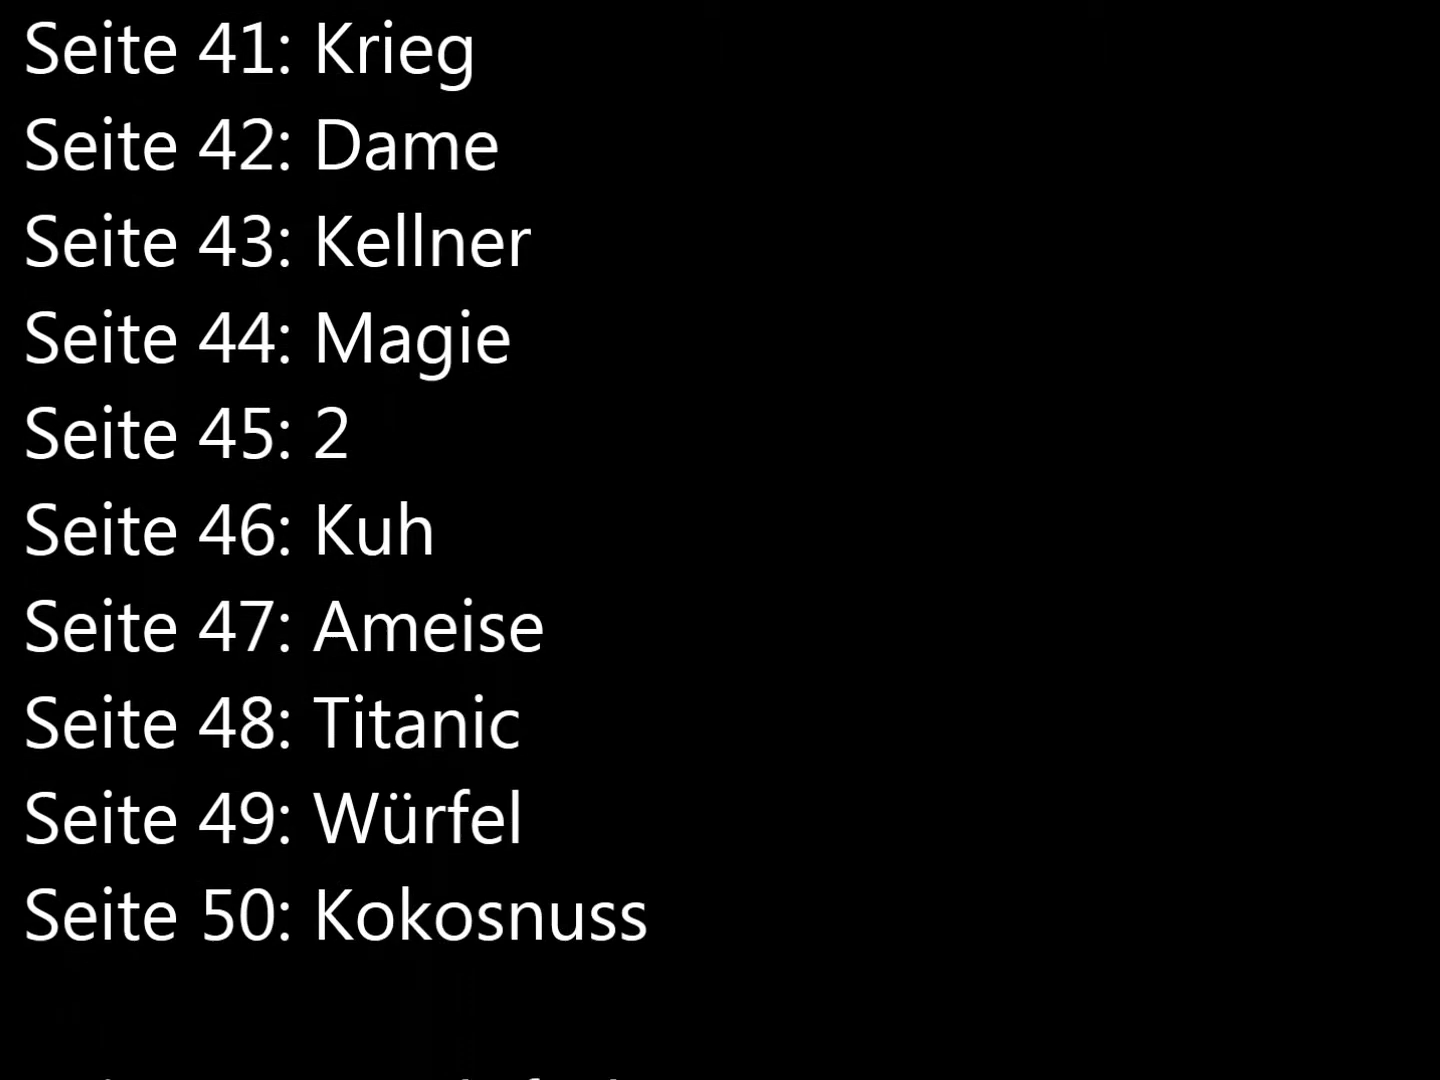 Seite 41: Krieg
Seite 42: Dame
Seite 43: Kellner
Seite 44: Magie
Seite 45: 2
Seite 46: Kuh
Seite 47: Ameise
Seite 48: Titanic
Seite 49: Würfel
Seite 50: Kokosnuss